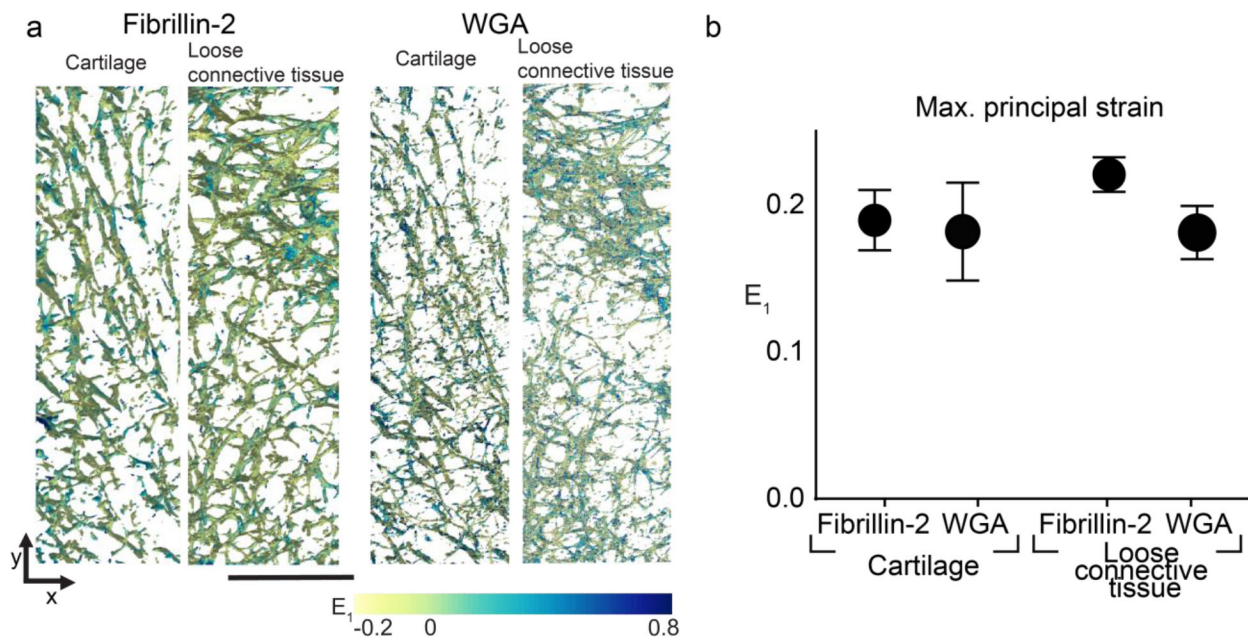 a
Fibrillin-2
WGA
Cartilage
Loose
connective tissue
Cartilage
Loose
connective tissue
y
x
E1
-0.2 0 0.8
b
Max. principal strain
E1
0.2
0.1
0.0
Fibrillin-2 WGA Fibrillin-2 WGA
Cartilage
Loose
connective
tissue